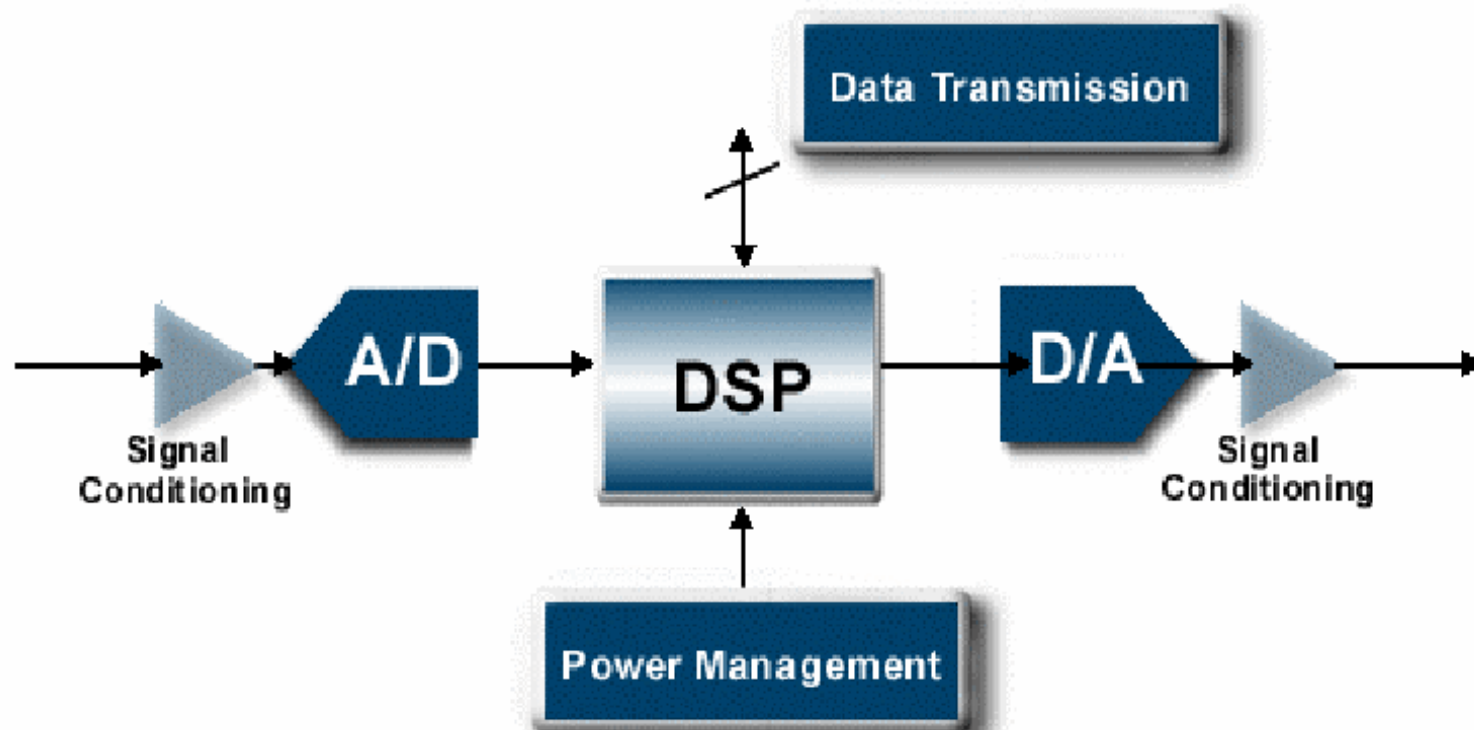 Data Transmission
A/D
DSP
D/A
Signal
Conditioning
Signal
Conditioning
Power Management